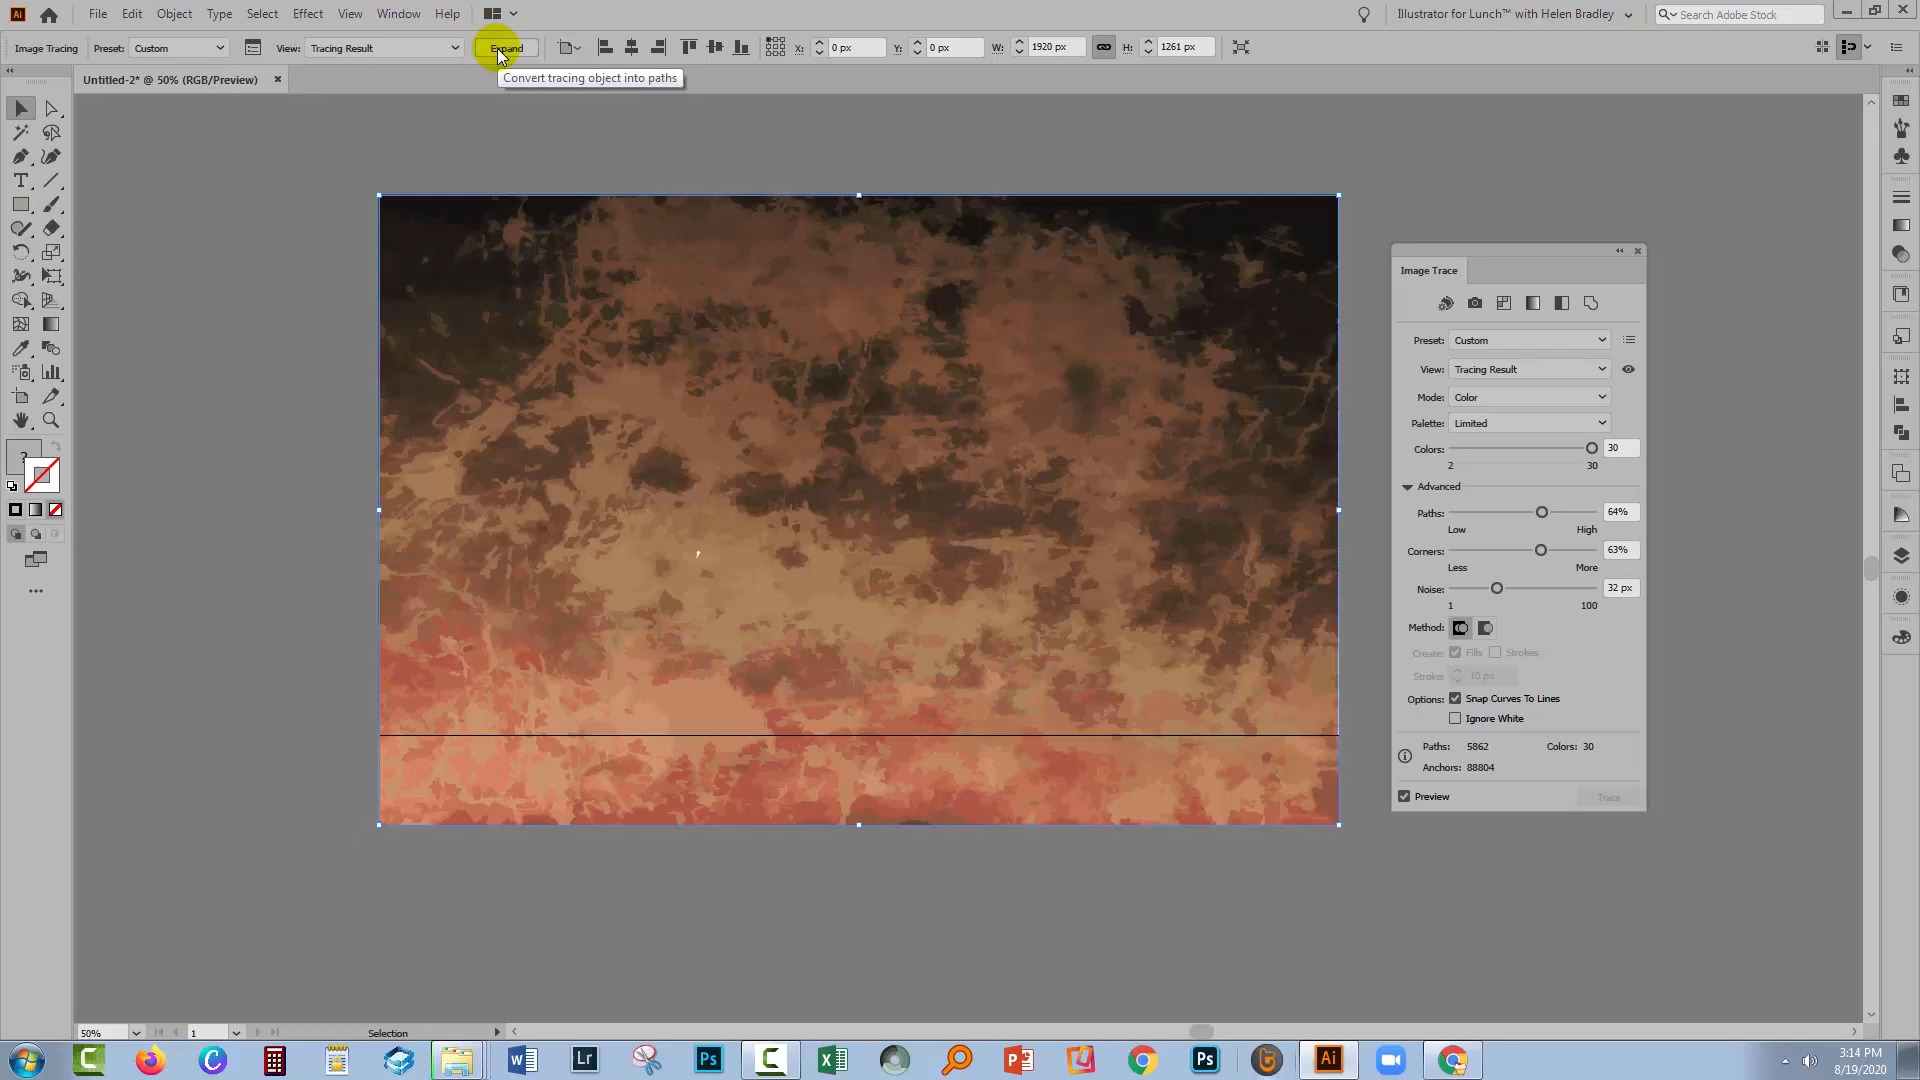 Ai File Edit Object Type Select Effect View Window Help Illustrator for Lunch™ with Helen Bradley Search Adobe Stock
Image Tracing Preset: Custom View: Tracing Result Expand X: 0 px Y: 0 px W: 1920 px H: 1261 px
Convert tracing object into paths
Untitled-2* @ 50% (RGB/Preview)
Image Trace
Preset: Custom
View: Tracing Result
Mode: Color
Palette: Limited
Colors: 30
2 30
Advanced
Paths: 64%
Low High
Corners: 63%
Less More
Noise: 32 px
1 100
Method:
Create: Fills Strokes
Stroke: 10 px
Options: Snap Curves To Lines
Ignore White
Paths: 5862 Colors: 30
Anchors: 88804
Preview Trace
?
50% 1 Selection
Lr Ps Ps Ai
3:14 PM
8/19/2020